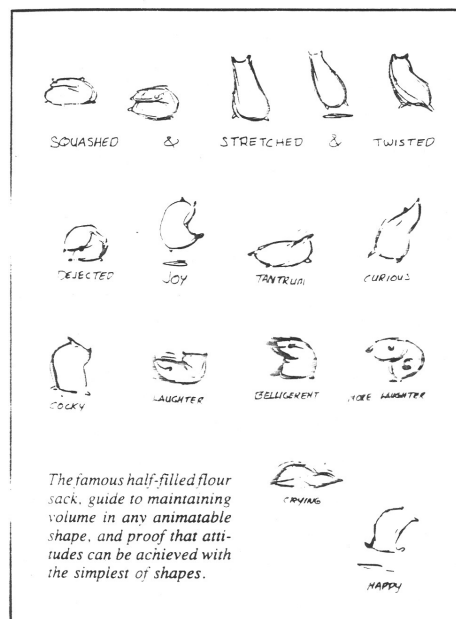 SQUASHED & STRETCHED & TWISTED
DEJECTED JOY TANTRUM CURIOUS
COCKY LAUGHTER BELLIGERENT MORE LAUGHTER
CRYING
HAPPY
The famous half-filled flour
sack, guide to maintaining
volume in any animatable
shape, and proof that atti-
tudes can be achieved with
the simplest of shapes.